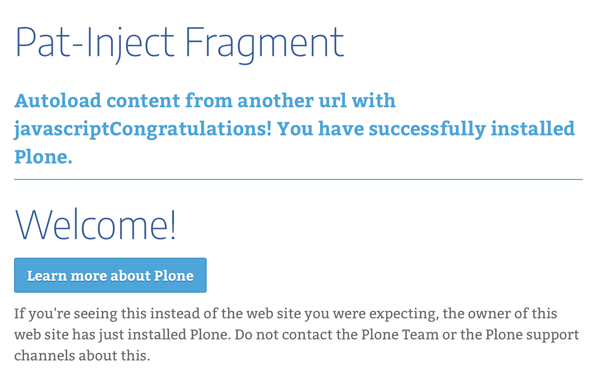 Pat-Inject Fragment
Autoload content from another url with
javascriptCongratulations! You have successfully installed
Plone.
Welcome!
Learn more about Plone
If you're seeing this instead of the web site you were expecting, the owner of this
web site has just installed Plone. Do not contact the Plone Team or the Plone support
channels about this.